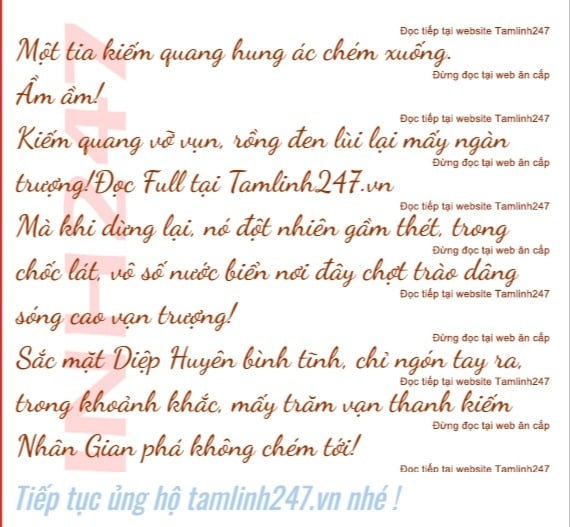 Đọc tiếp tại website Tamlinh247
Một tia kiếm quang hung ác chém xuống.
Đừng đọc tại web ăn cắp
Ầm ầm!
Đọc tiếp tại website Tamlinh247
Kiếm quang vỡ vụn, rồng đen lùi lại mấy ngàn
Đừng đọc tại web ăn cắp
trượng!Đọc Full tại Tamlinh247.vn
Đọc tiếp tại website Tamlinh247
Mà khi dừng lại, nó đột nhiên gầm thét, trong
Đừng đọc tại web ăn cắp
chốc lát, vô số nước biển nơi đây chợt trào dâng
Đọc tiếp tại website Tamlinh247
sóng cao vạn trượng!
Đừng đọc tại web ăn cắp
Sắc mặt Diệp Huyên bình tĩnh, chỉ ngón tay ra,
Đọc tiếp tại website Tamlinh247
trong khoảnh khắc, mấy trăm vạn thanh kiếm
Đừng đọc tại web ăn cắp
Nhân Gian phá không chém tới!
Đọc tiếp tại website Tamlinh247
Tiếp tục ủng hộ tamlinh247.vn nhé !
INH247